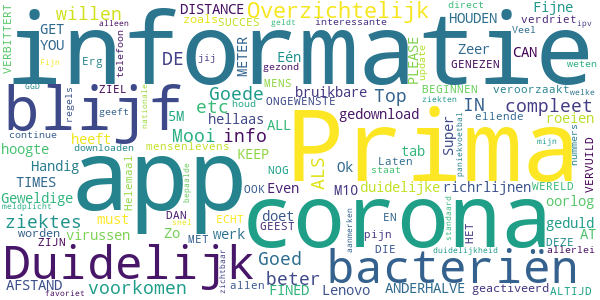 DISTANCE Overzichtelijk Fijne
willen zoals SUCCES geldt interessante direct verdriet ipv
VERBITTERT GET alleen Eén Veel HOUDEN
YOU telefoon DE jij Zeer CAN weten
Fijn Erg METER gezond PLEASE update GENEZEN welke
informatie
ZIEL MENS BEGINNEN veroorzaakt ziekten
GGD regels Goede bruikbare Top IN compleet
blijf geeft nationale houd ONGEWENSTE gedownload ellende roeien
continue 5M etc hellaas ALL Super paniekvoetbal nummers mijn
heeft Mooi info Prima
hoogte downloaden mensenlevens KEEP ALS tab duidelijke VERVUILD
Handig Helemaal app NOG Ok Laten staat
Geweldige TIMES bepaalde Even M10 richrlijnen WERELD
meldplicht must DAN OOK corona oorlog
ziektes ECHT doet standaard geduld
virussen snel GEEST EN HET AT
worden Zo MET werk pijn aanmerken DIE duidelijkheid DEZE
ZIJN Duidelijk Goed bacteriën allerlei
AFSTAND zichtbaar beter
voorkomen allen FINED Lenovo ANDERHALVE geactiveerd
favoriet ALTIJD